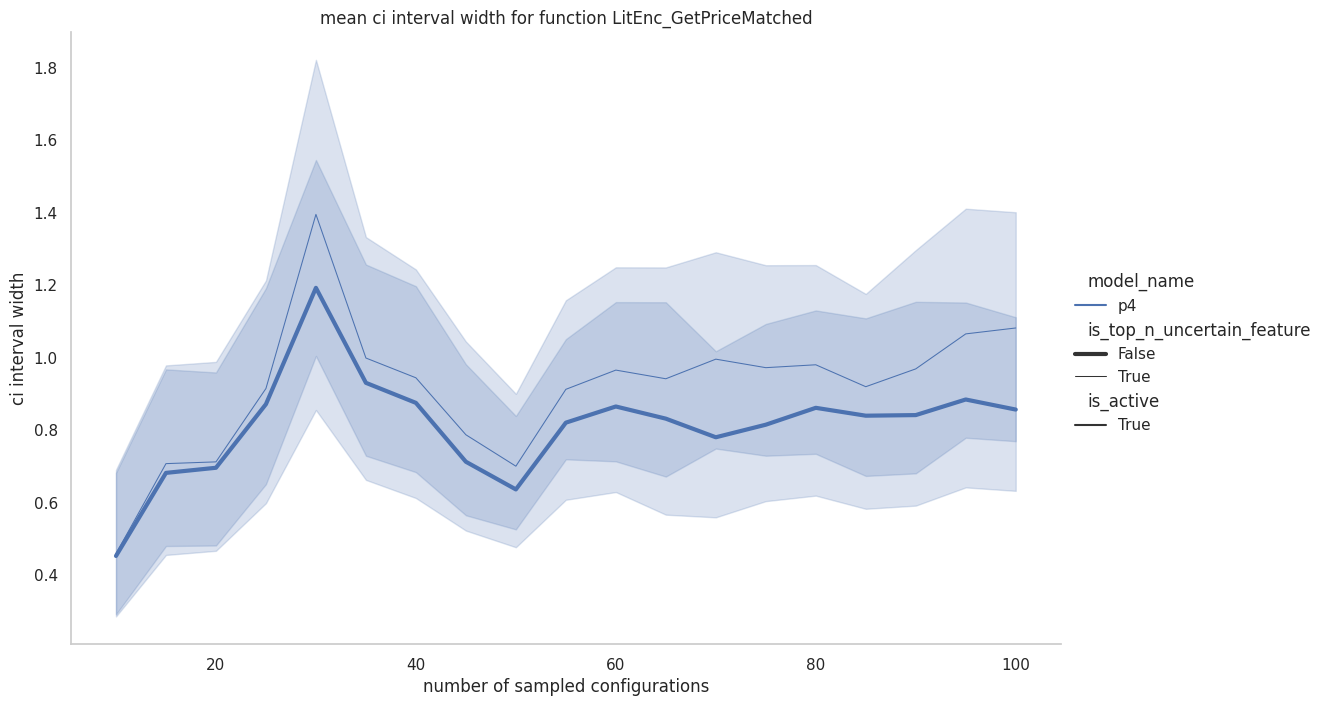 mean ci interval width for function LitEnc_GetPriceMatched
ci interval width
1.8
1.6
1.4
1.2
1.0
0.8
0.6
0.4
20
40
60
80
100
number of sampled configurations
model_name
p4
is_top_n_uncertain_feature
False
True
is_active
True